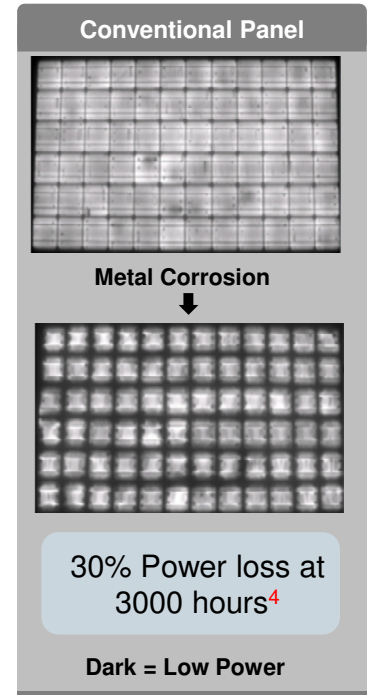 Conventional Panel
Metal Corrosion
30% Power loss at
3000 hours4
Dark = Low Power